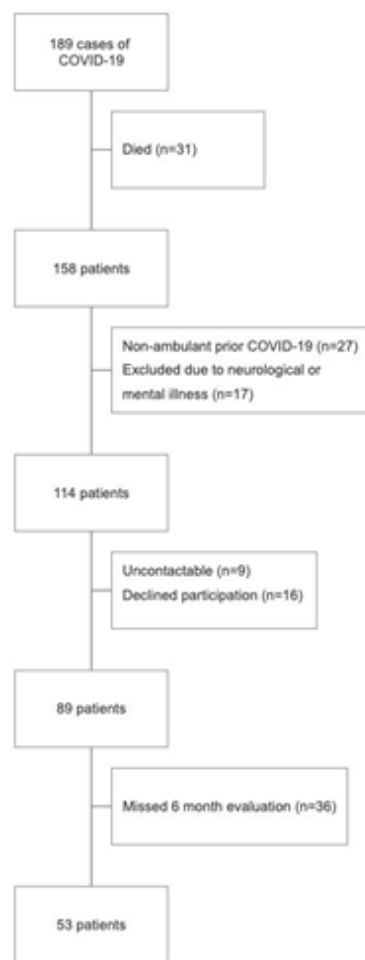 189 cases of
COVID-19
Died (n=31)
158 patients
Non-ambulant prior COVID-19 (n=27)
Excluded due to neurological or
mental illness (n=17)
114 patients
Uncontactable (n=9)
Declined participation (n=16)
89 patients
Missed 6 month evaluation (n=36)
53 patients